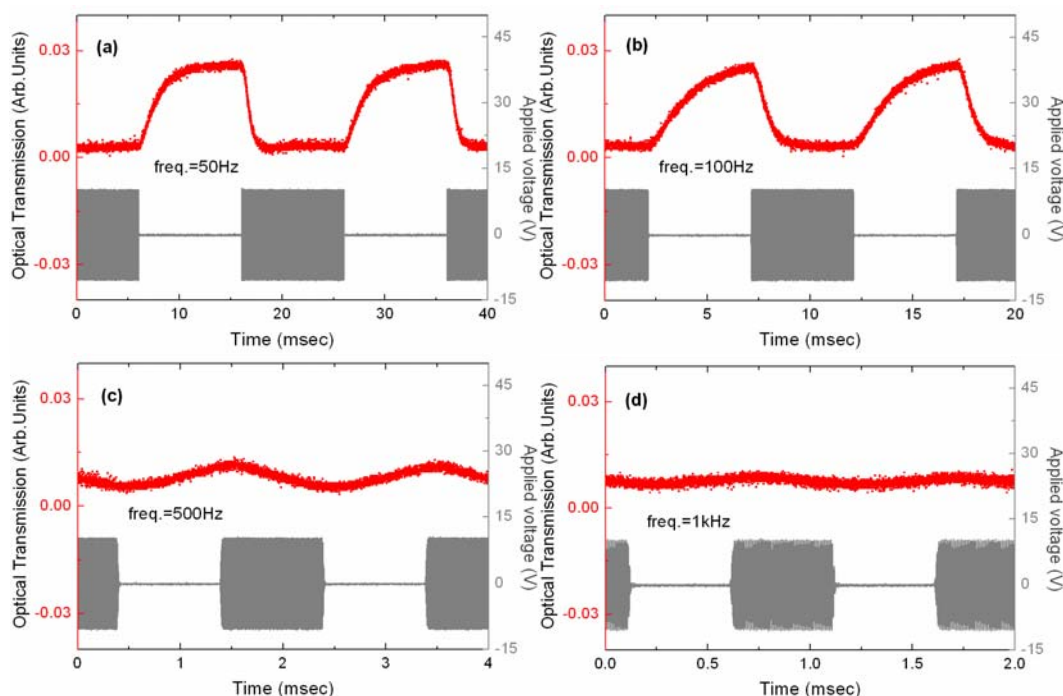 (a)
freq.=50Hz
Optical Transmission (Arb.Units)
0.03
0.00
-0.03
Applied voltage (V)
45
30
15
0
-15
0 10 20 30 40
Time (msec)
(b)
freq.=100Hz
Optical Transmission (Arb.Units)
0.03
0.00
-0.03
Applied voltage (V)
45
30
15
0
-15
0 5 10 15 20
Time (msec)
(c)
freq.=500Hz
Optical Transmission (Arb.Units)
0.03
0.00
-0.03
Applied voltage (V)
45
30
15
0
-15
0 1 2 3 4
Time (msec)
(d)
freq.=1kHz
Optical Transmission (Arb.Units)
0.03
0.00
-0.03
Applied voltage (V)
45
30
15
0
-15
0.0 0.5 1.0 1.5 2.0
Time (msec)